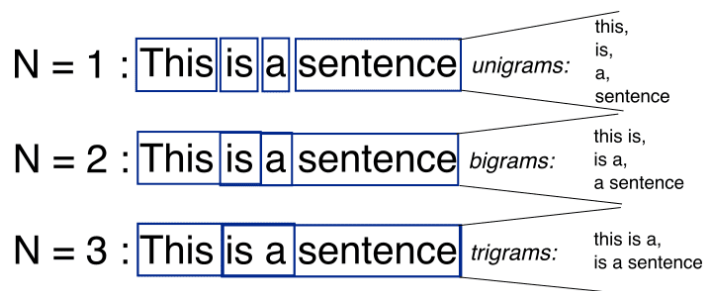 N = 1 : This is a sentence unigrams:
this,
is,
a,
sentence
N = 2 : This is a sentence bigrams:
this is,
is a,
a sentence
N = 3 : This is a sentence trigrams:
this is a,
is a sentence